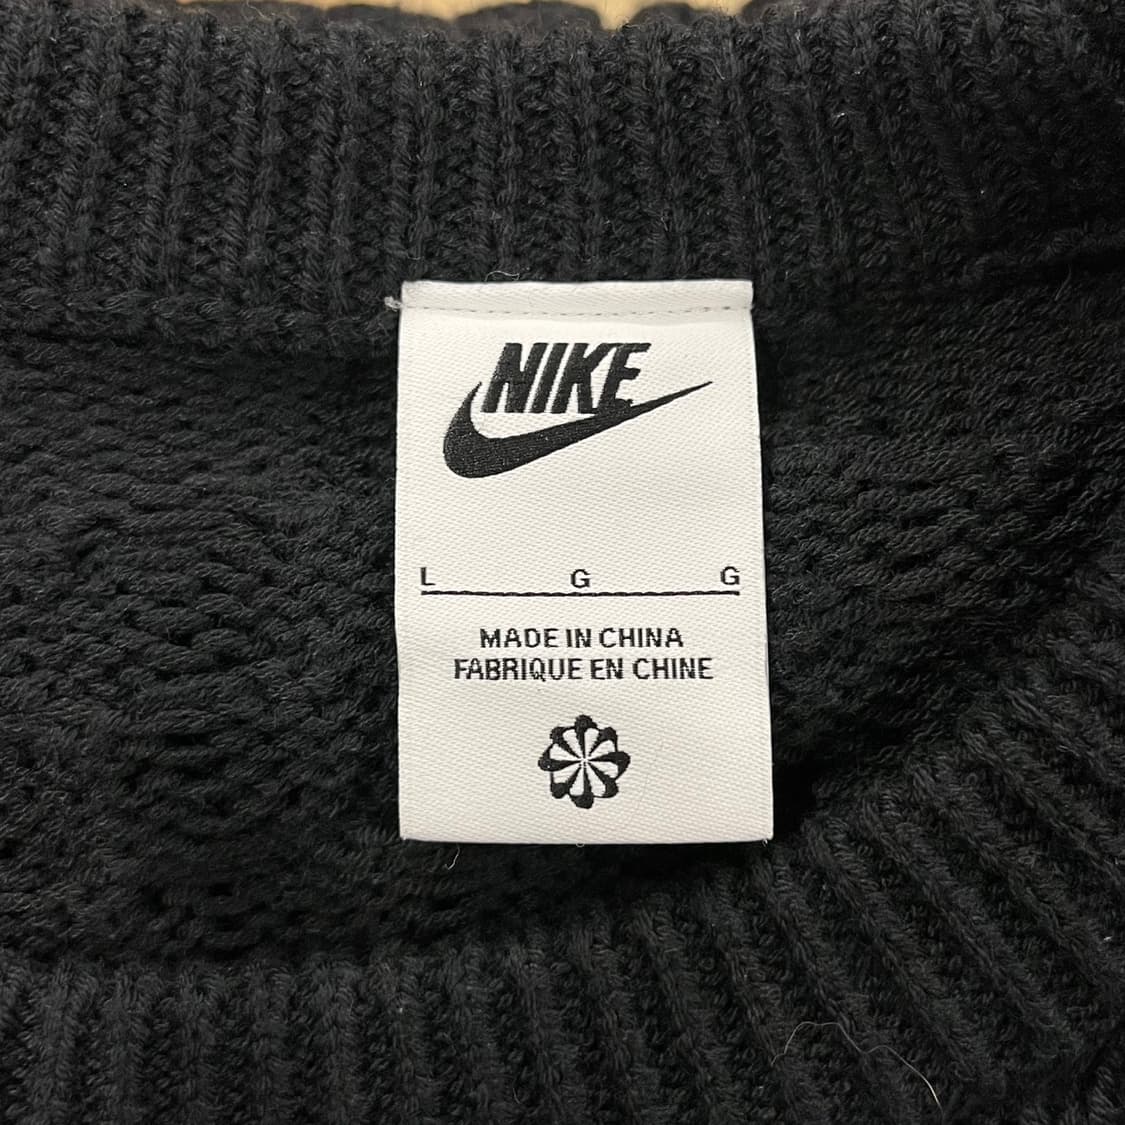 NIKE
L G G
MADE IN CHINA
FABRIQUE EN CHINE